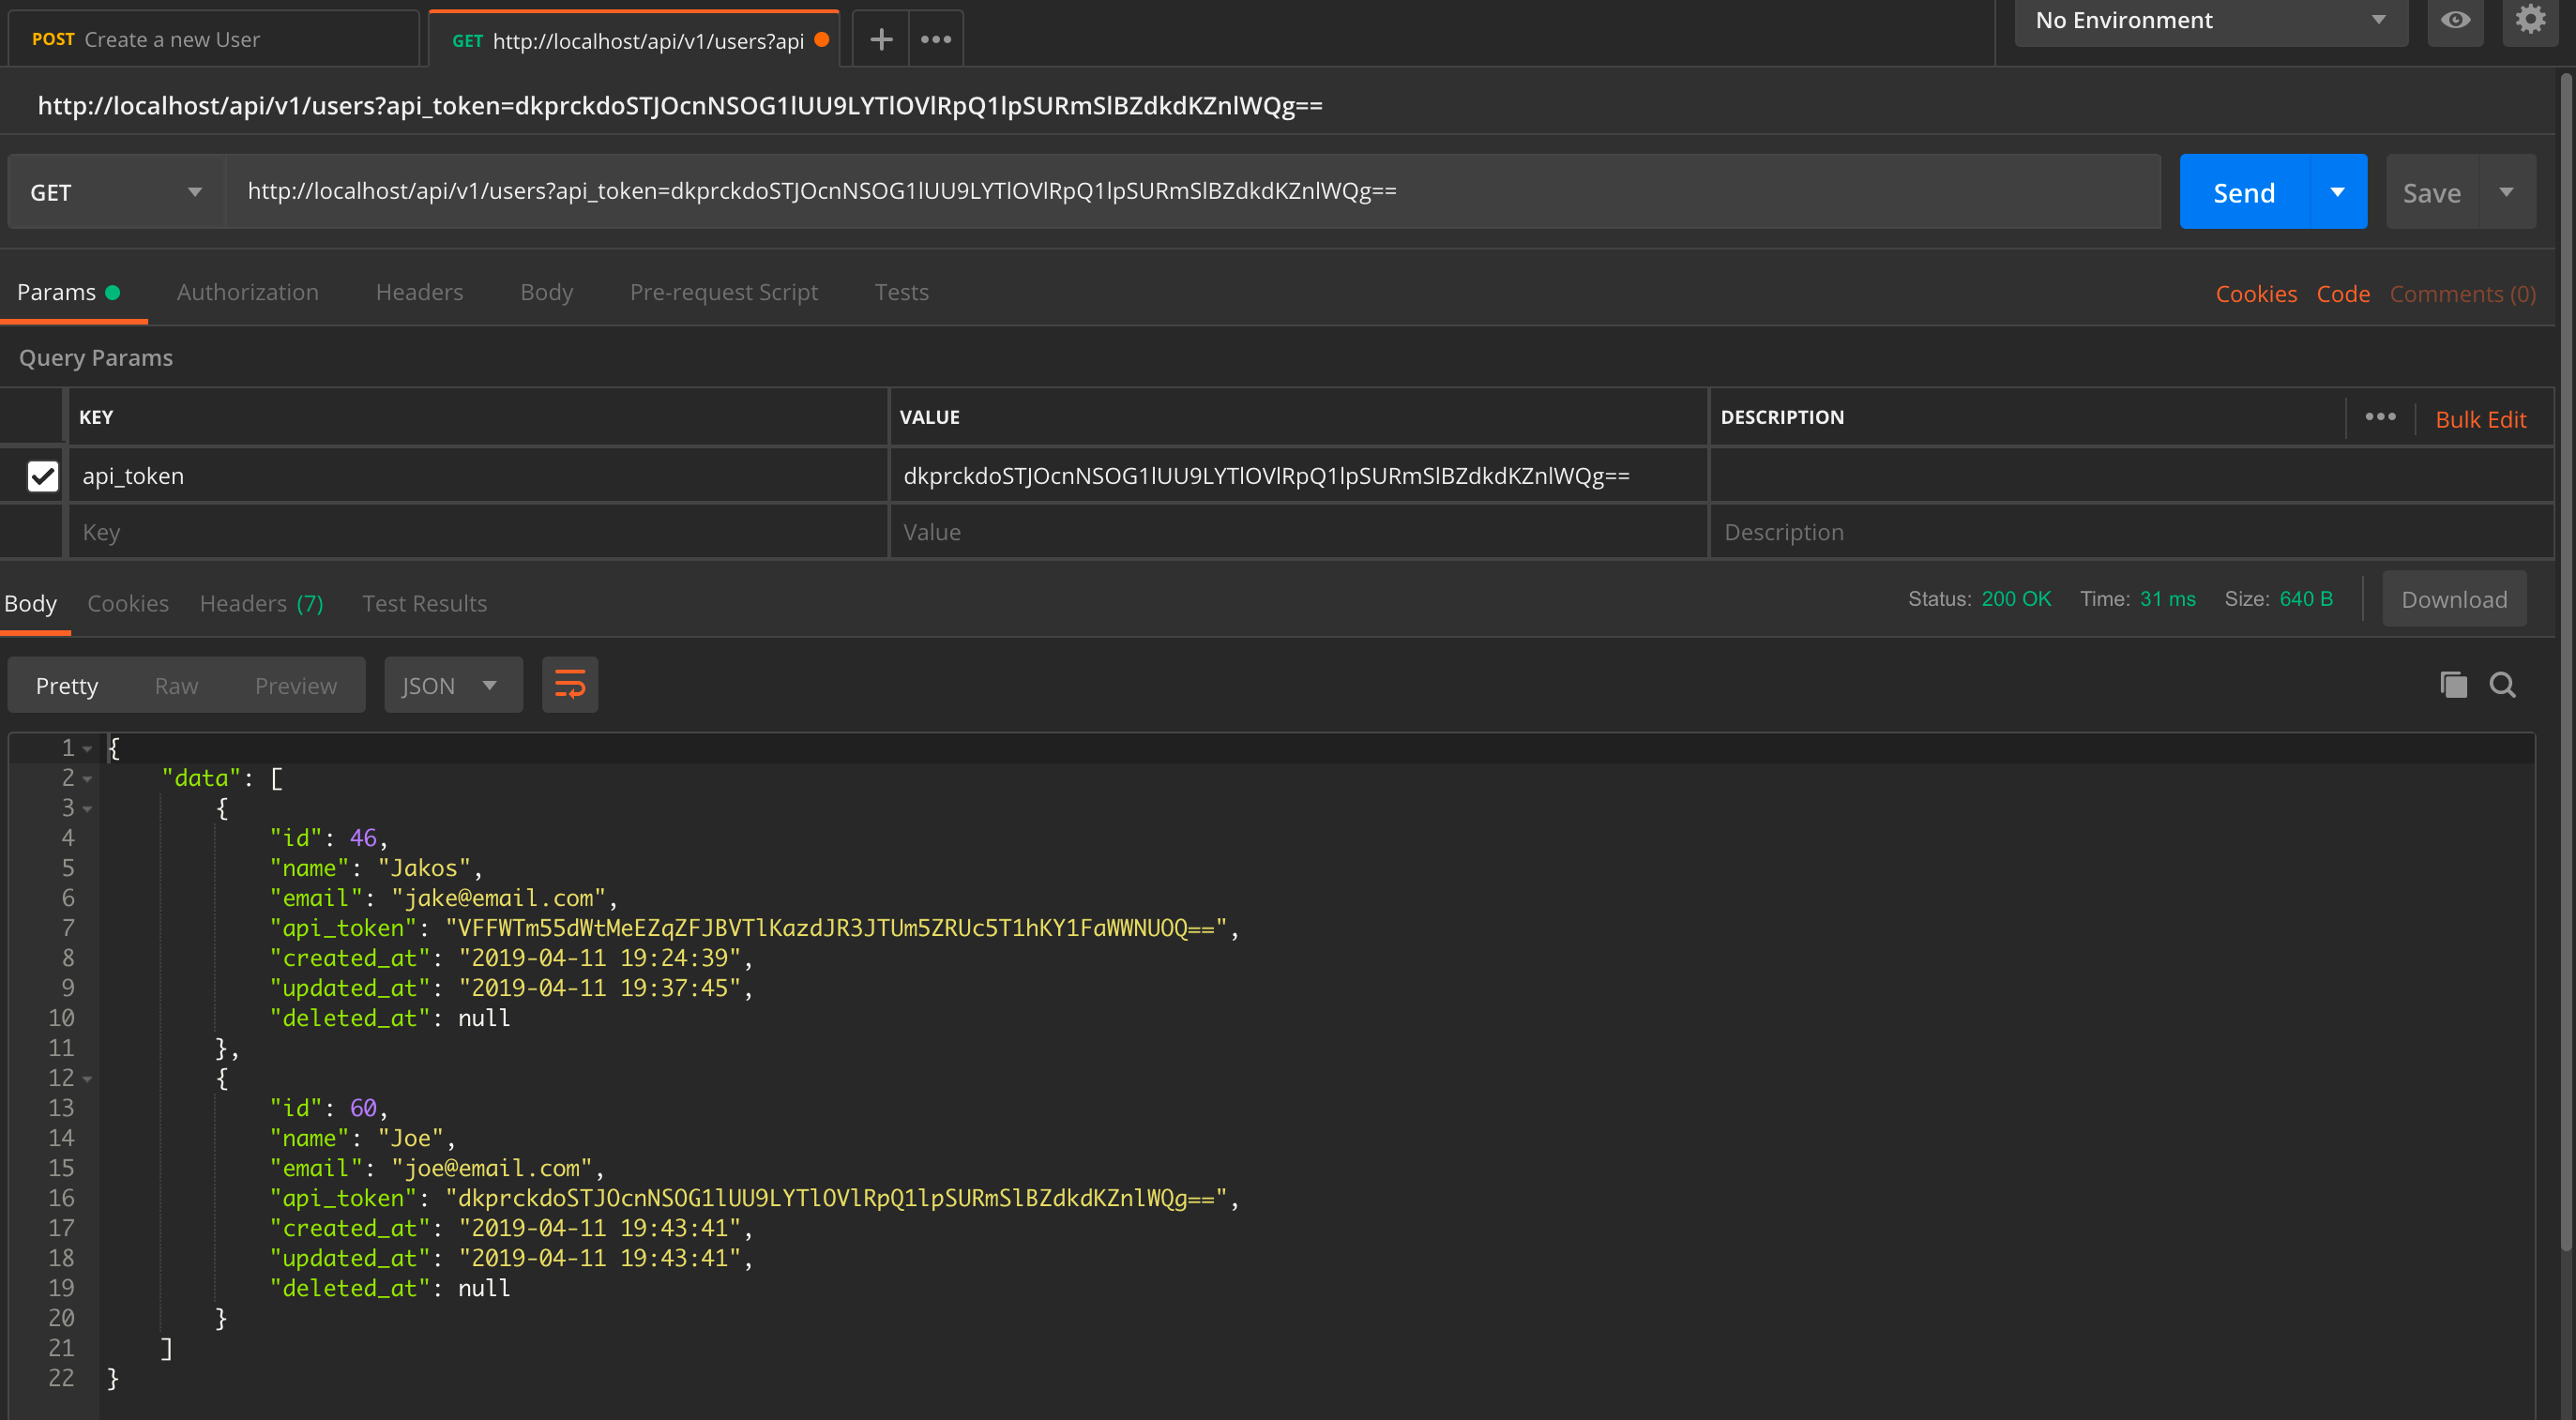 POST Create a new User
GET http://localhost/api/v1/users?api
No Environment
http://localhost/api/v1/users?api_token=dkprckdoSTJOcnNSOG1lUU9LYTlOVlRpQ1lpSURmSlBZdkdKZnlWQg==
GET http://localhost/api/v1/users?api_token=dkprckdoSTJOcnNSOG1lUU9LYTlOVlRpQ1lpSURmSlBZdkdKZnlWQg== Send Save
Params Authorization Headers Body Pre-request Script Tests Cookies Code Comments (0)
Query Params
KEY VALUE DESCRIPTION Bulk Edit
api_token dkprckdoSTJOcnNSOG1lUU9LYTlOVlRpQ1lpSURmSlBZdkdKZnlWQg==
Key Value Description
Body Cookies Headers (7) Test Results Status: 200 OK Time: 31 ms Size: 640 B Download
Pretty Raw Preview JSON
1 {
2 "data": [
3 {
4 "id": 46,
5 "name": "Jakos",
6 "email": "jake@email.com",
7 "api_token": "VFFWTm55dWtMeEZqZFJBVTlKazdJR3JTUm5ZRUc5T1hKY1FaWWNUOQ==",
8 "created_at": "2019-04-11 19:24:39",
9 "updated_at": "2019-04-11 19:37:45",
10 "deleted_at": null
11 },
12 {
13 "id": 60,
14 "name": "Joe",
15 "email": "joe@email.com",
16 "api_token": "dkprckdoSTJOcnNSOG1lUU9LYTlOVlRpQ1lpSURmSlBZdkdKZnlWQg==",
17 "created_at": "2019-04-11 19:43:41",
18 "updated_at": "2019-04-11 19:43:41",
19 "deleted_at": null
20 }
21 ]
22 }